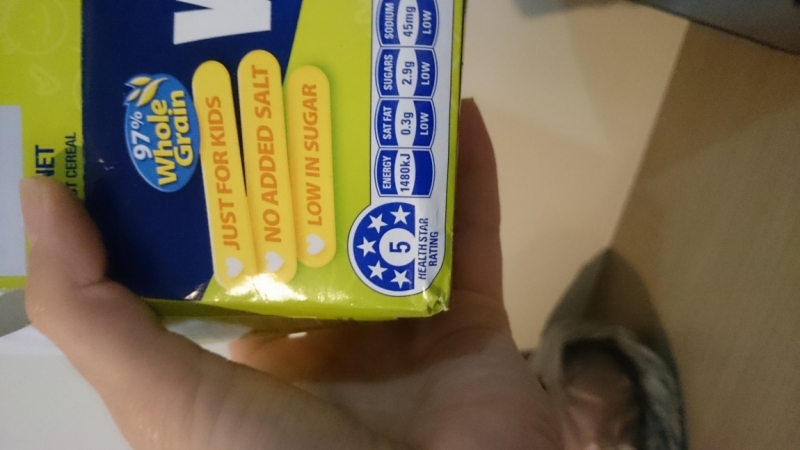 W
97%
Whole
Grain
JUST FOR KIDS
NO ADDED SALT
LOW IN SUGAR
5
HEALTH STAR
RATING
ENERGY
1480kJ
SAT FAT
0.3g
LOW
SUGARS
2.9g
LOW
SODIUM
45mg
LOW
NET
CEREAL